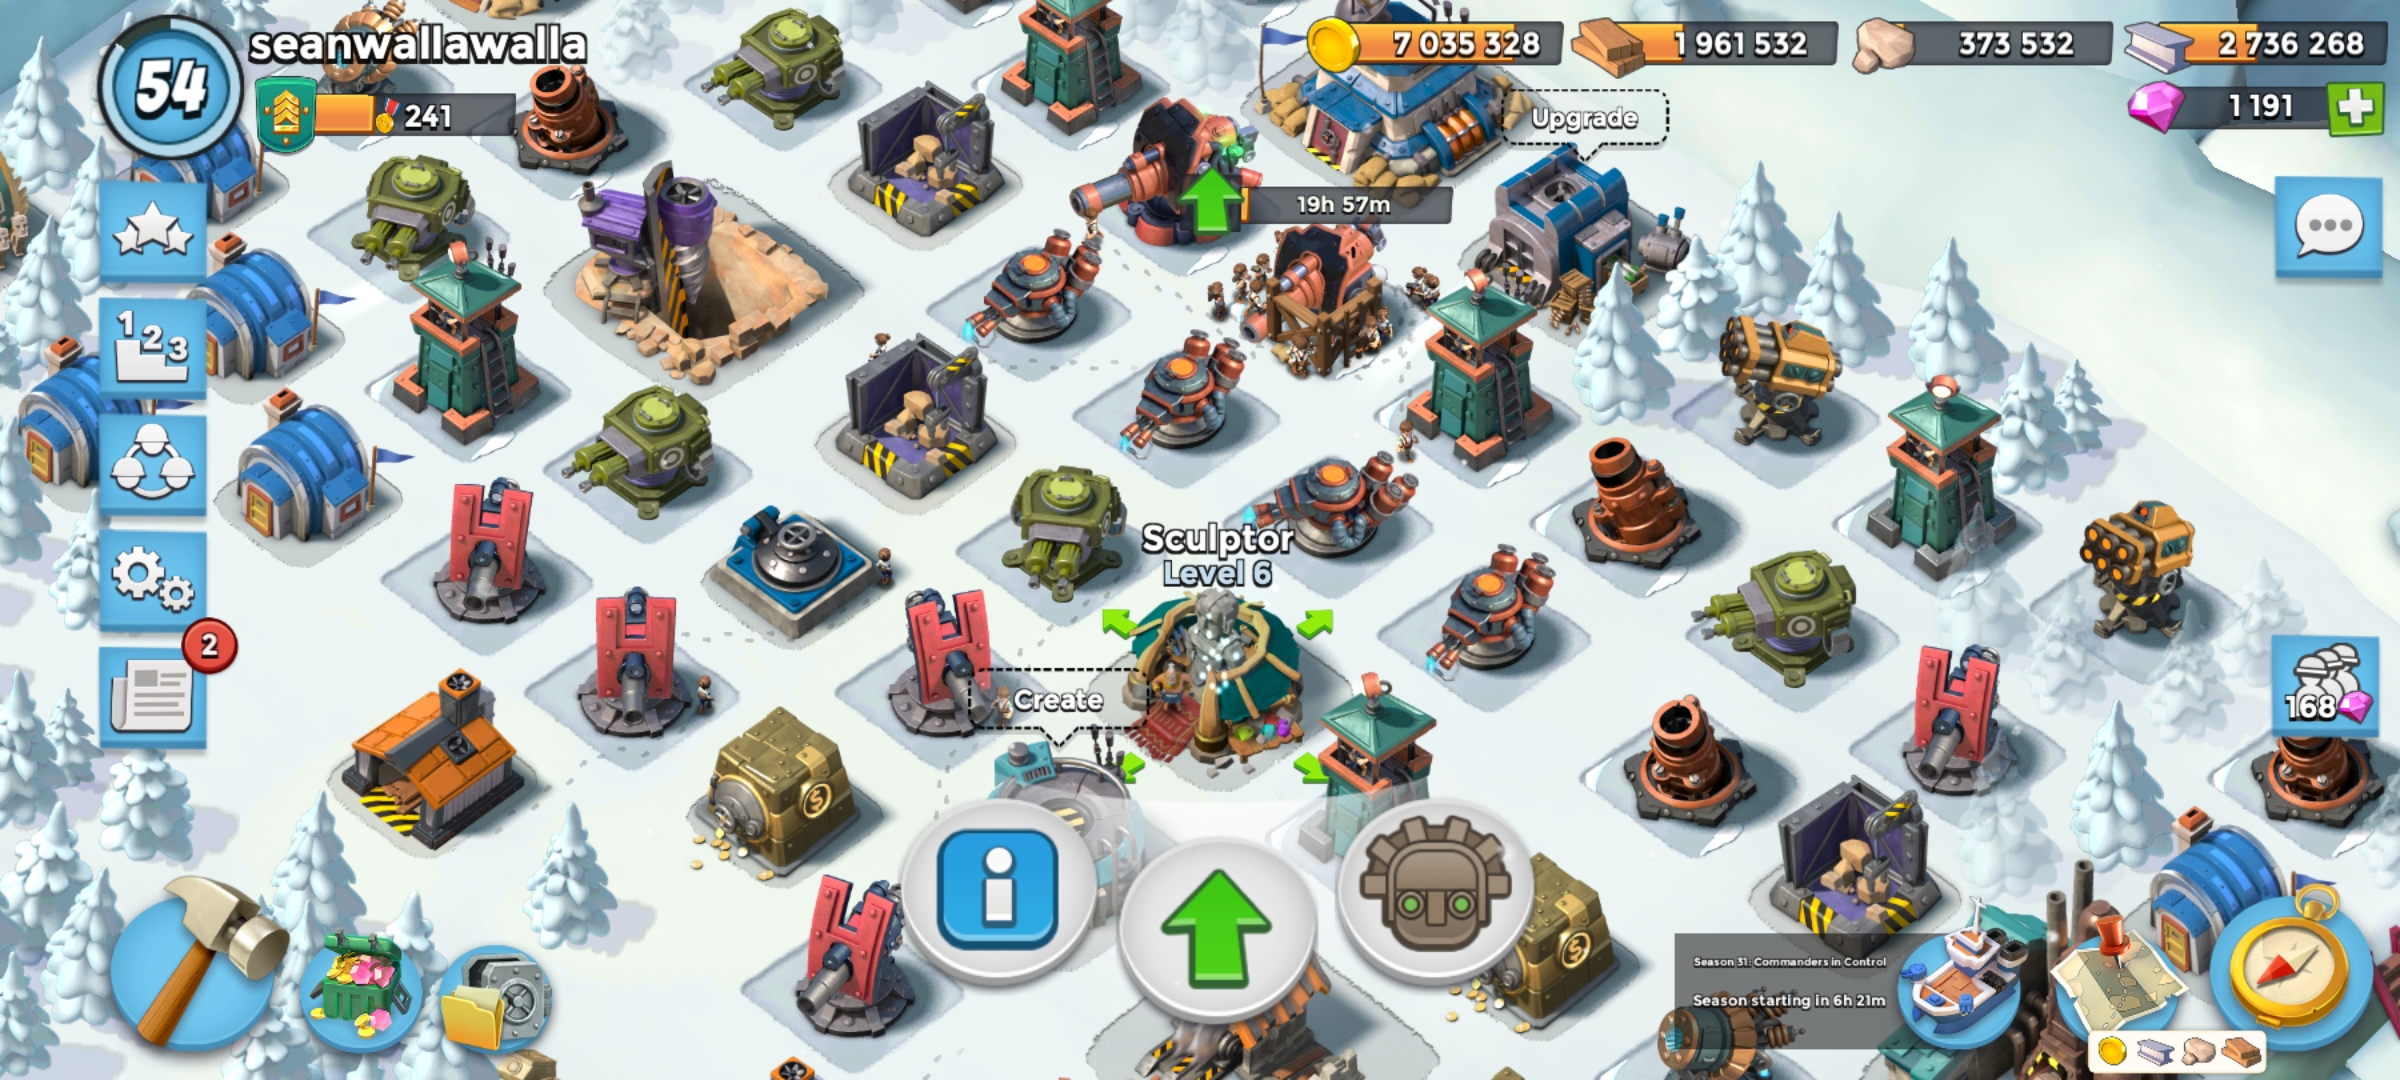 54
seanwallawalla
241
7 035 328
1 961 532
373 532
2 736 268
1 191
Upgrade
19h 57m
1 2 3
Sculptor
Level 6
2
Create
168
$
$
Season 31: Commanders in Control
Season starting in 6h 21m